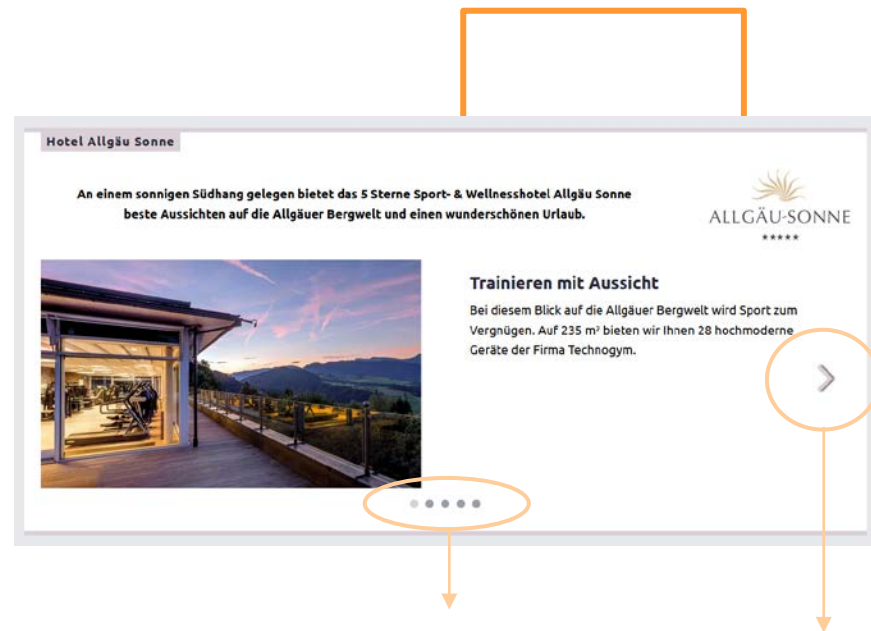 Hotel Allgäu Sonne
An einem sonnigen Südhang gelegen bietet das 5 Sterne Sport- & Wellnesshotel Allgäu Sonne
beste Aussichten auf die Allgäuer Bergwelt und einen wunderschönen Urlaub.
ALLGÄU-SONNE
★★★★★
Trainieren mit Aussicht
Bei diesem Blick auf die Allgäuer Bergwelt wird Sport zum
Vergnügen. Auf 235 m² bieten wir Ihnen 28 hochmoderne
Geräte der Firma Technogym.